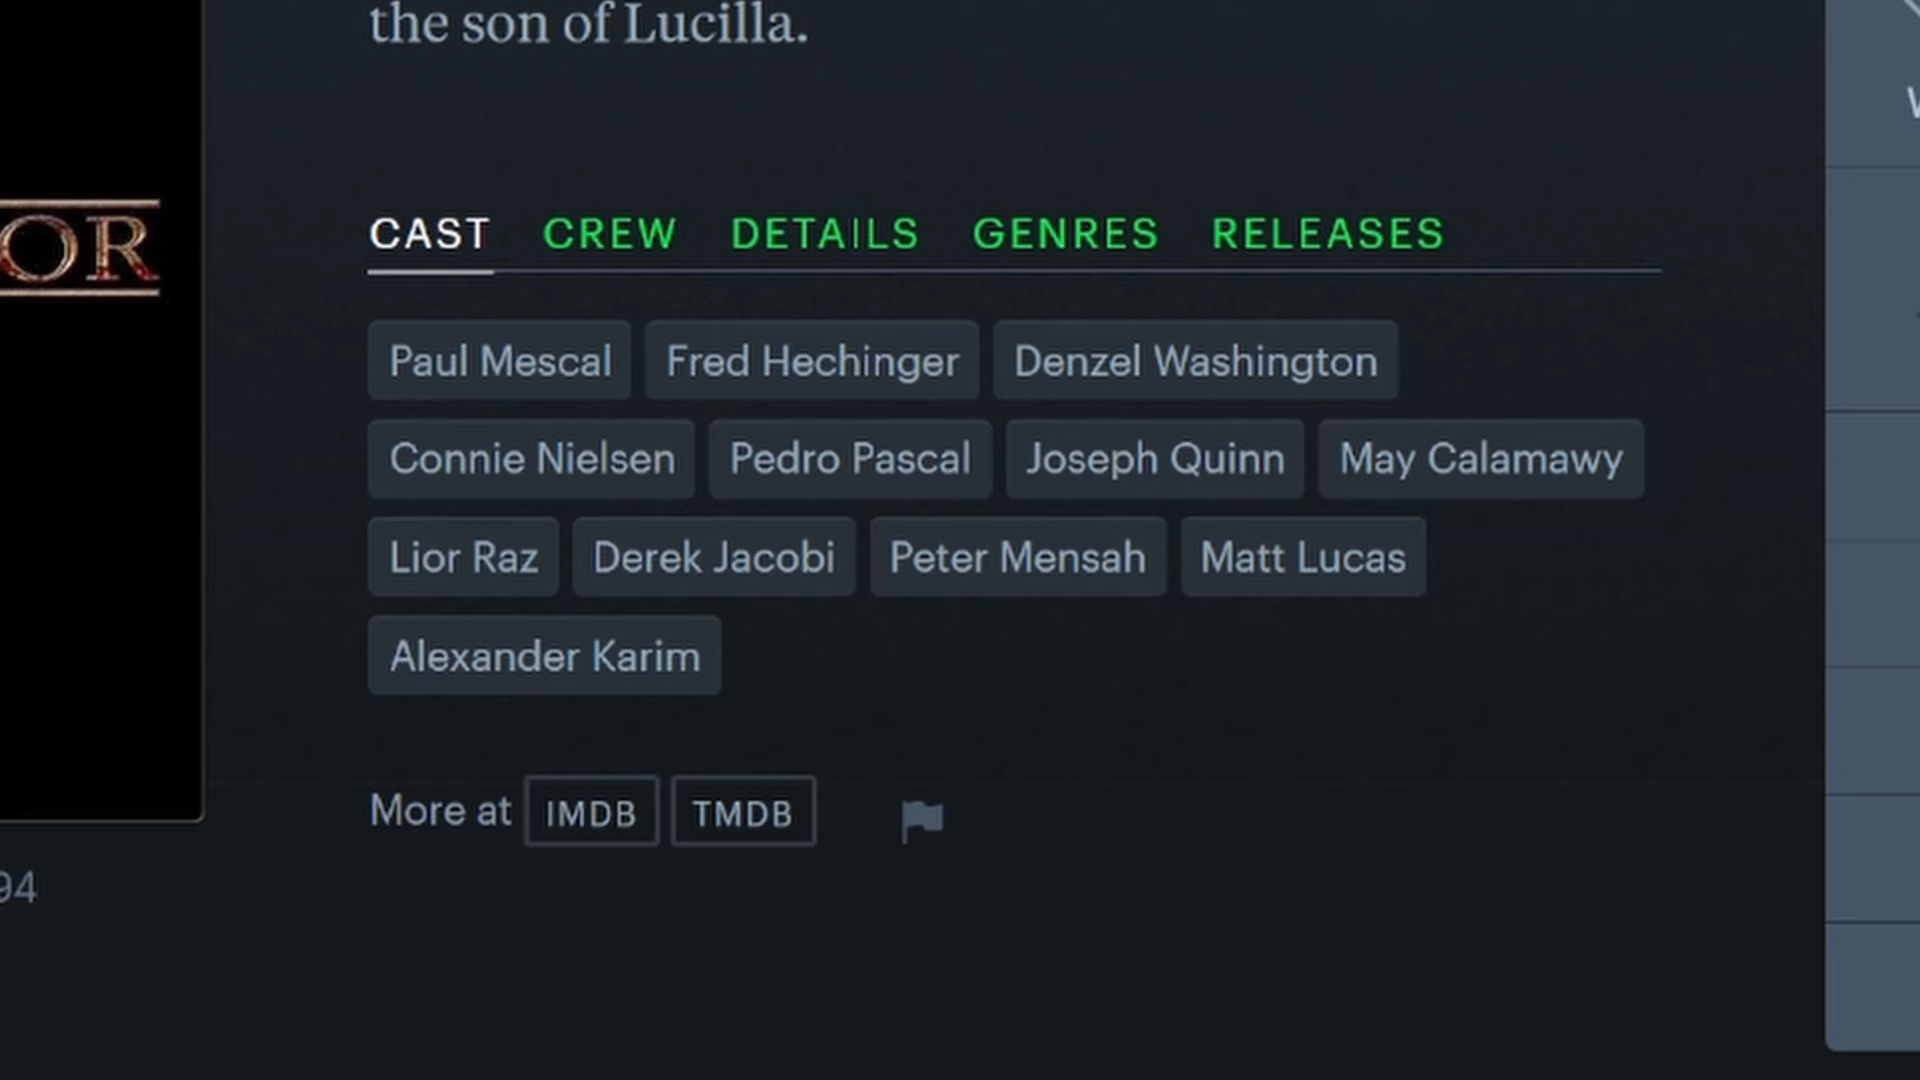 the son of Lucilla.
OR
CAST CREW DETAILS GENRES RELEASES
Paul Mescal Fred Hechinger Denzel Washington
Connie Nielsen Pedro Pascal Joseph Quinn May Calamawy
Lior Raz Derek Jacobi Peter Mensah Matt Lucas
Alexander Karim
More at IMDB TMDB
94